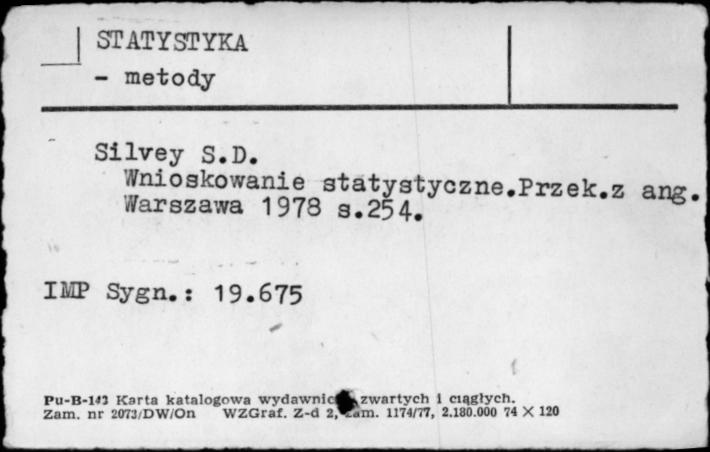 STATYSTYKA
- metody
Silvey S.D.
Wnioskowanie statystyczne.Przek.z ang.
Warszawa 1978 s.254.
IMP Sygn.: 19.675
Pu-B-143 Karta katalogowa zwartych i ciągłych.
Zam. nr 2073/DW/On WZGraf. Z-d 2, zam. 1174/77, 2.180.000 74 X 120